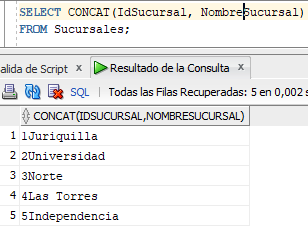 SELECT CONCAT(IdSucursal, NombreSucursal)
FROM Sucursales;
alida de Script
Resultado de la Consulta
SQL
Todas las Filas Recuperadas: 5 en 0,002 s
CONCAT(IDSUCURSAL,NOMBRESUCURSAL)
1 1Juriquilla
2 2Universidad
3 3Norte
4 4Las Torres
5 5Independencia